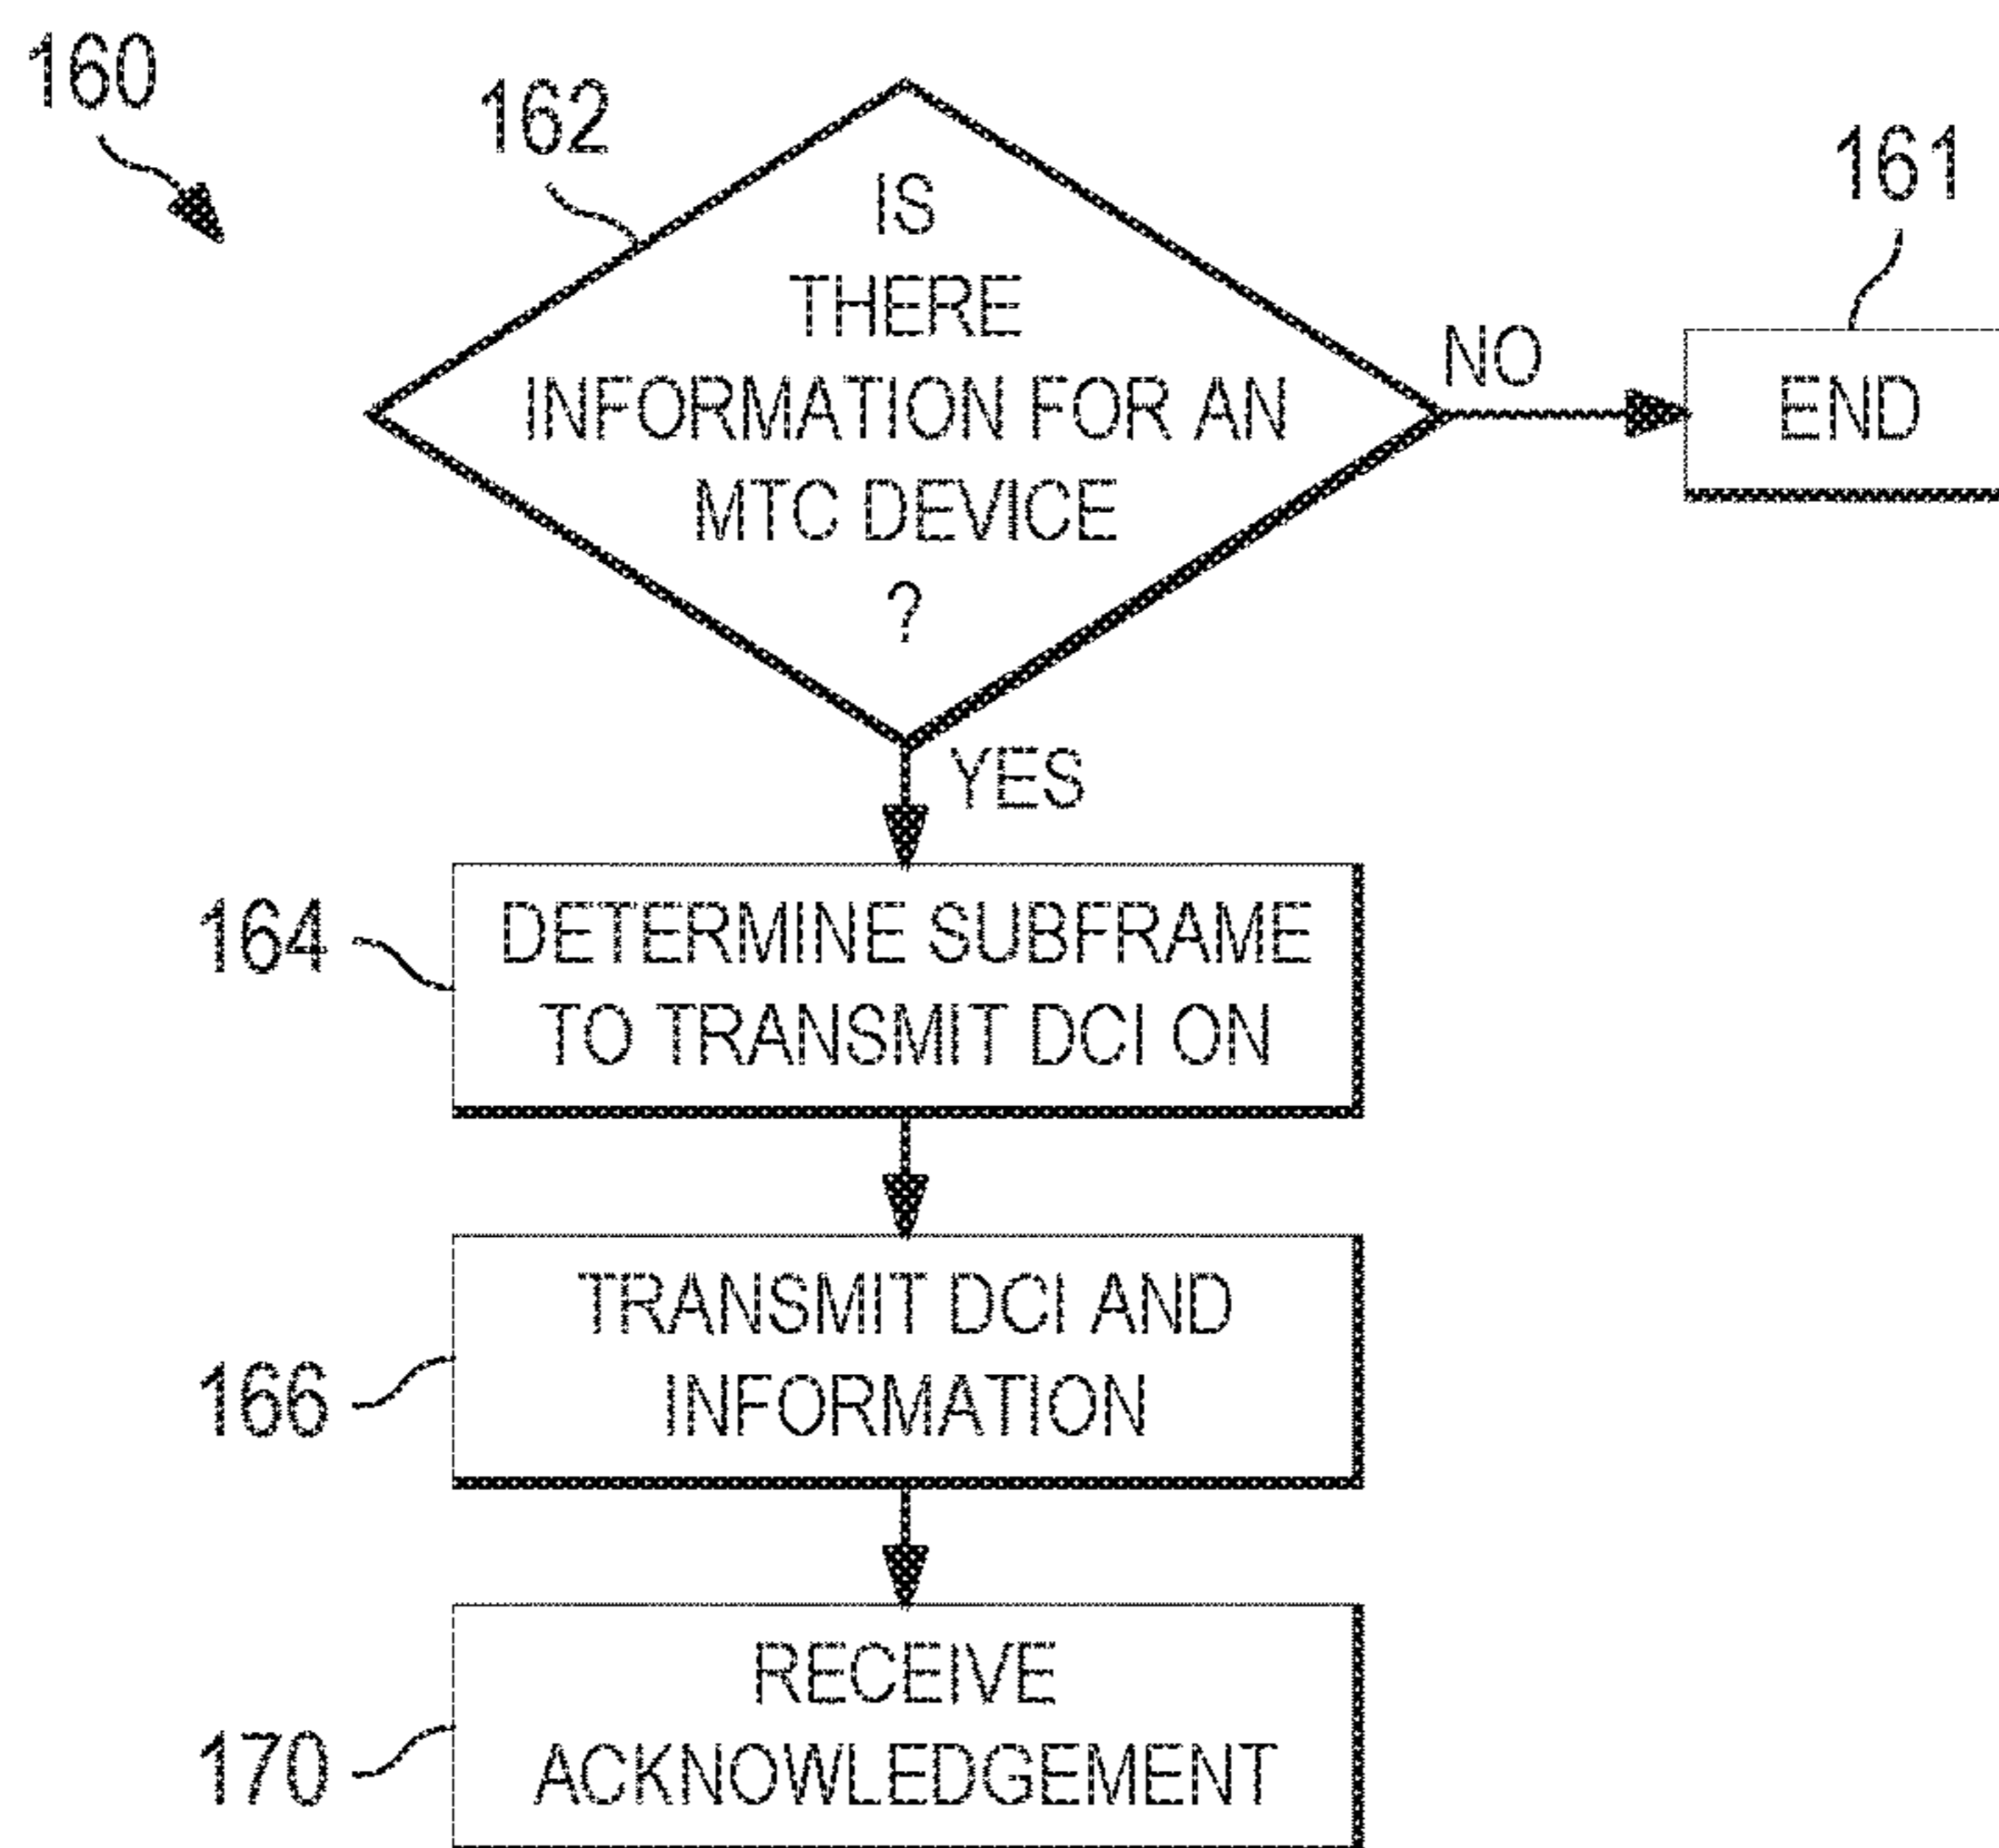 160
162
IS
THERE
INFORMATION FOR AN
MTC DEVICE
?
NO
161
END
YES
164
DETERMINE SUBFRAME
TO TRANSMIT DCI ON
166
TRANSMIT DCI AND
INFORMATION
170
RECEIVE
ACKNOWLEDGEMENT